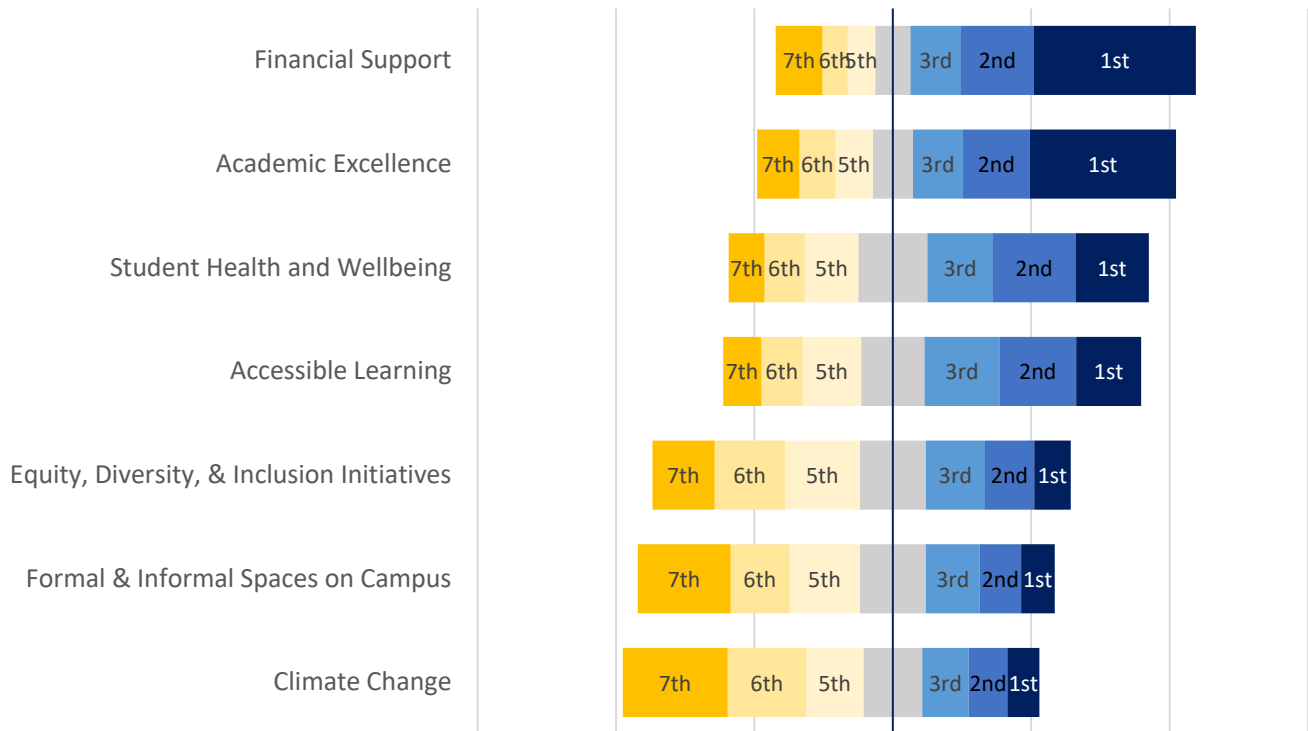 Financial Support 7th 6th 5th 3rd 2nd 1st
Academic Excellence 7th 6th 5th 3rd 2nd 1st
Student Health and Wellbeing 7th 6th 5th 3rd 2nd 1st
Accessible Learning 7th 6th 5th 3rd 2nd 1st
Equity, Diversity, & Inclusion Initiatives 7th 6th 5th 3rd 2nd 1st
Formal & Informal Spaces on Campus 7th 6th 5th 3rd 2nd 1st
Climate Change 7th 6th 5th 3rd 2nd 1st